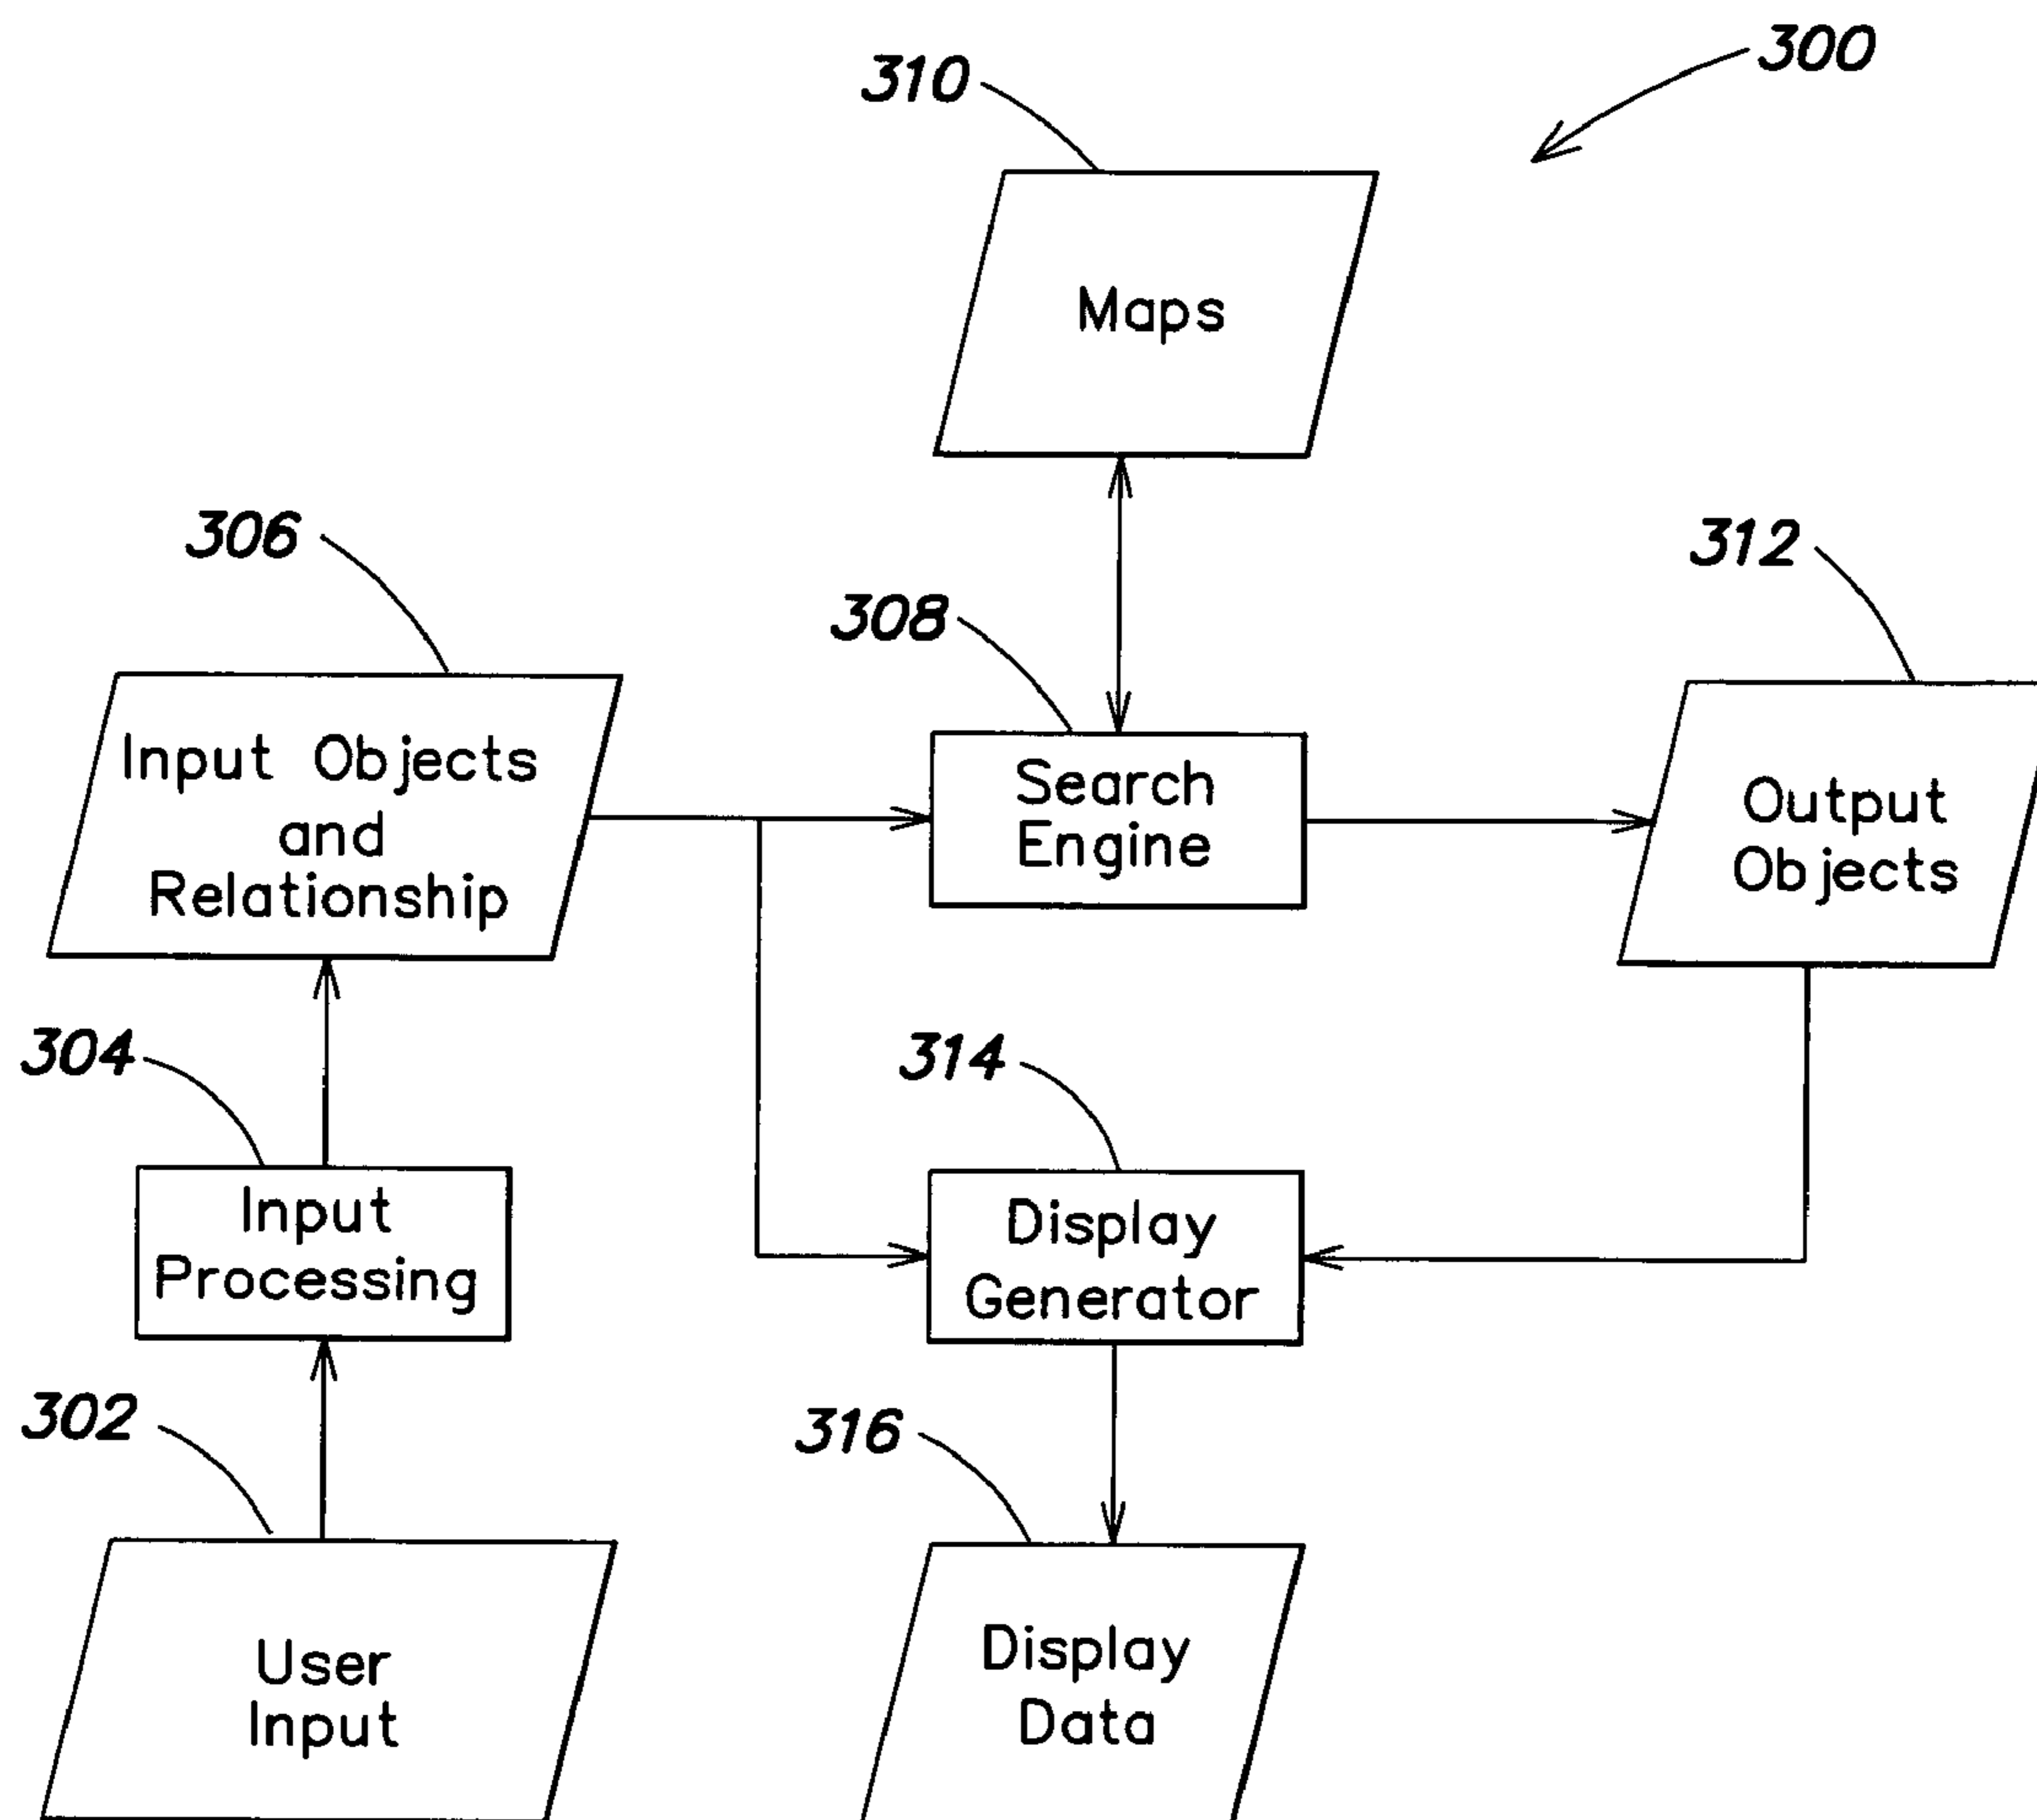 300
310
Maps
306
312
308
Input Objects
and
Relationship
Search
Engine
Output
Objects
304
314
Input
Processing
Display
Generator
302
316
User
Input
Display
Data